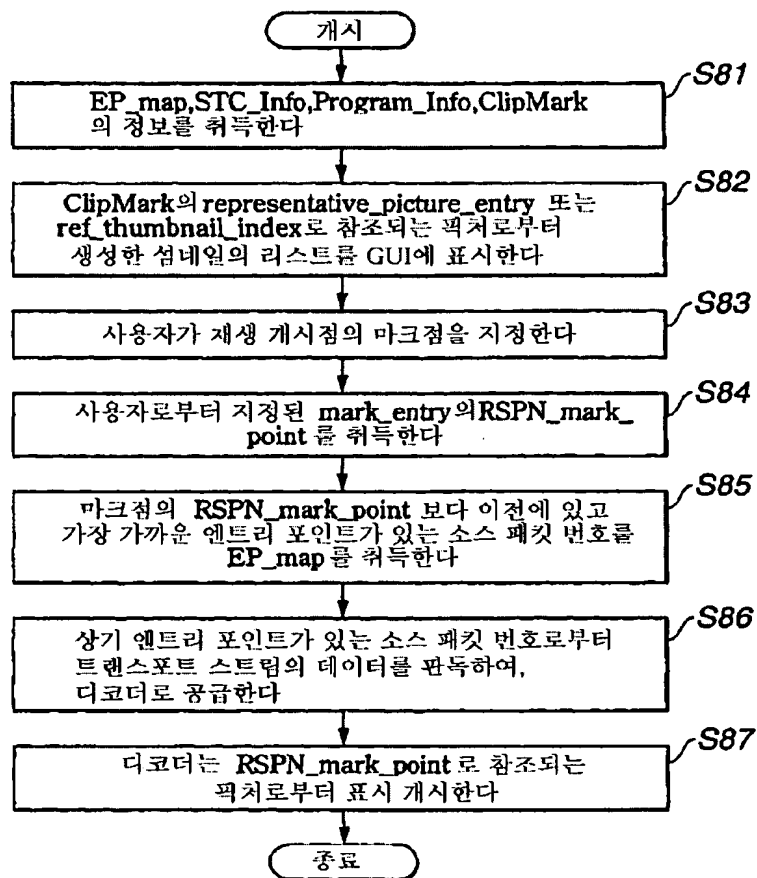 개시
S81
EP_map,STC_Info,Program_Info,ClipMark
의 정보를 취득한다
S82
ClipMark의 representative_picture_entry 또는
ref_thumbnail_index로 참조되는 픽처로부터
생성한 섬네일의 리스트를 GUI에 표시한다
S83
사용자가 재생 개시점의 마크점을 지정한다
S84
사용자로부터 지정된 mark_entry의RSPN_mark_
point 를 취득한다
S85
마크점의 RSPN_mark_point 보다 이전에 있고
가장 가까운 엔트리 포인트가 있는 소스 패킷 번호를
EP_map 를 취득한다
S86
상기 엔트리 포인트가 있는 소스 패킷 번호로부터
트랜스포트 스트림의 데이터를 판독하여,
디코더로 공급한다
S87
디코더는 RSPN_mark_point 로 참조되는
픽처로부터 표시 개시한다
종료